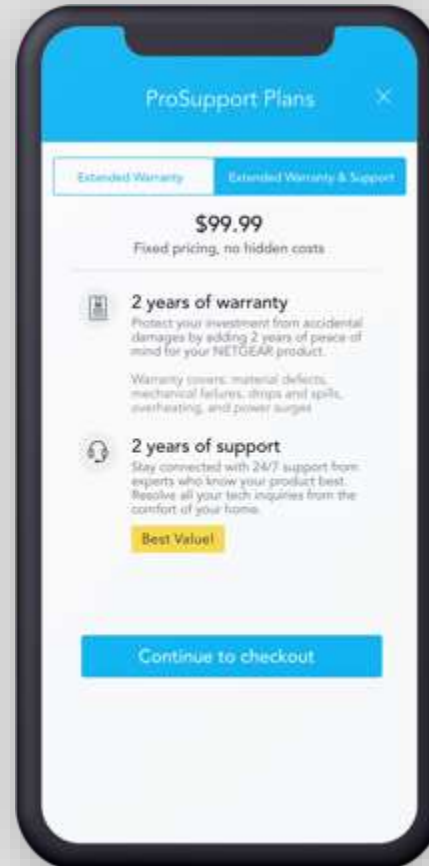 ProSupport Plans
Extended Warranty
Extended Warranty & Support
$99.99
Fixed pricing, no hidden costs
2 years of warranty
Protect your investment from accidental
damages by adding 2 years of peace of
mind for your NETGEAR product.
Warranty covers: material defects,
mechanical failures, drops and spills,
overheating, and power surges
2 years of support
Stay connected with 24/7 support from
experts who know your product best.
Resolve all your tech inquiries from the
comfort of your home.
Best Value!
Continue to checkout